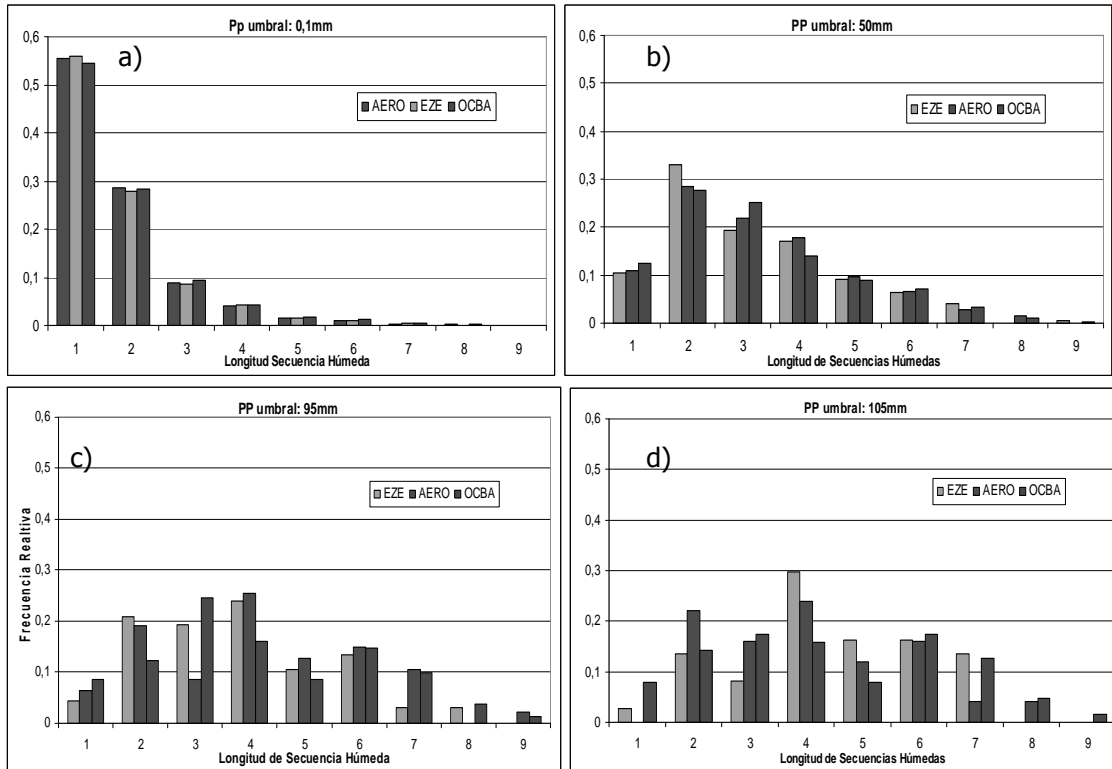 Pp umbral: 0,1mm
a)
0,6
0,5
0,4
0,3
0,2
0,1
0
AERO EZE OCBA
1 2 3 4 5 6 7 8 9
Longitud Secuencia Húmeda
PP umbral: 50mm
b)
0,6
0,5
0,4
0,3
0,2
0,1
0
EZE AERO OCBA
1 2 3 4 5 6 7 8 9
Longitud de Secuencias Húmedas
PP umbral: 95mm
c)
0,6
0,5
0,4
0,3
0,2
0,1
0
Frecuencia Realtiva
EZE AERO OCBA
1 2 3 4 5 6 7 8 9
Longitud de Secuencias Húmeda
PP umbral: 105mm
d)
0,6
0,5
0,4
0,3
0,2
0,1
0
EZE AERO OCBA
1 2 3 4 5 6 7 8 9
Longitud de Secuencias Húmedas